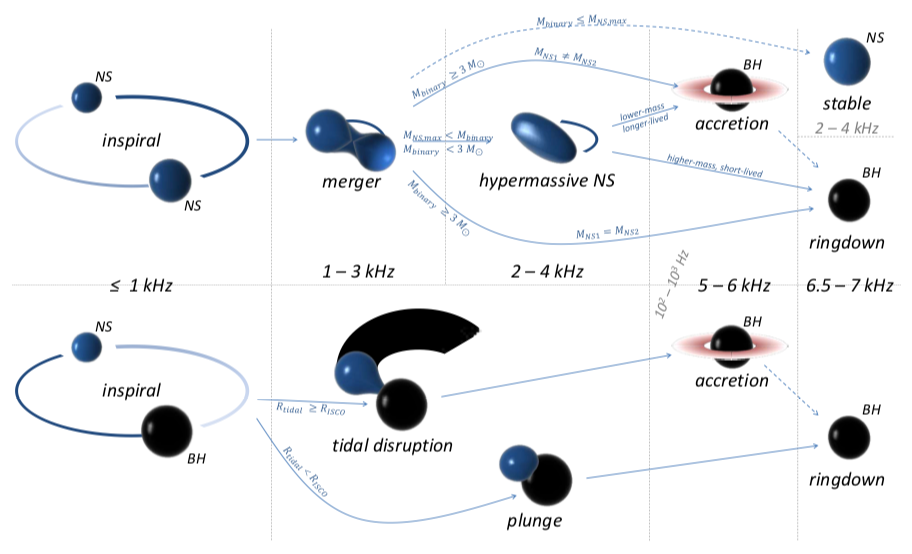 M_binary ≤ M_NS,max
NS
NS
M_binary ≥ 3 M_⊙
M_NS1 ≠ M_NS2
BH
inspiral
stable
2 – 4 kHz
lower-mass
longer-lived
accretion
M_NS,max < M_binary
M_binary < 3 M_⊙
BH
higher-mass, short-lived
merger
hypermassive NS
NS
M_binary ≥ 3 M_⊙
M_NS1 = M_NS2
ringdown
≤ 1 kHz
1 – 3 kHz
2 – 4 kHz
10² – 10³ Hz
5 – 6 kHz
6.5 – 7 kHz
NS
BH
inspiral
accretion
R_tidal ≥ R_ISCO
BH
tidal disruption
BH
R_tidal < R_ISCO
ringdown
plunge